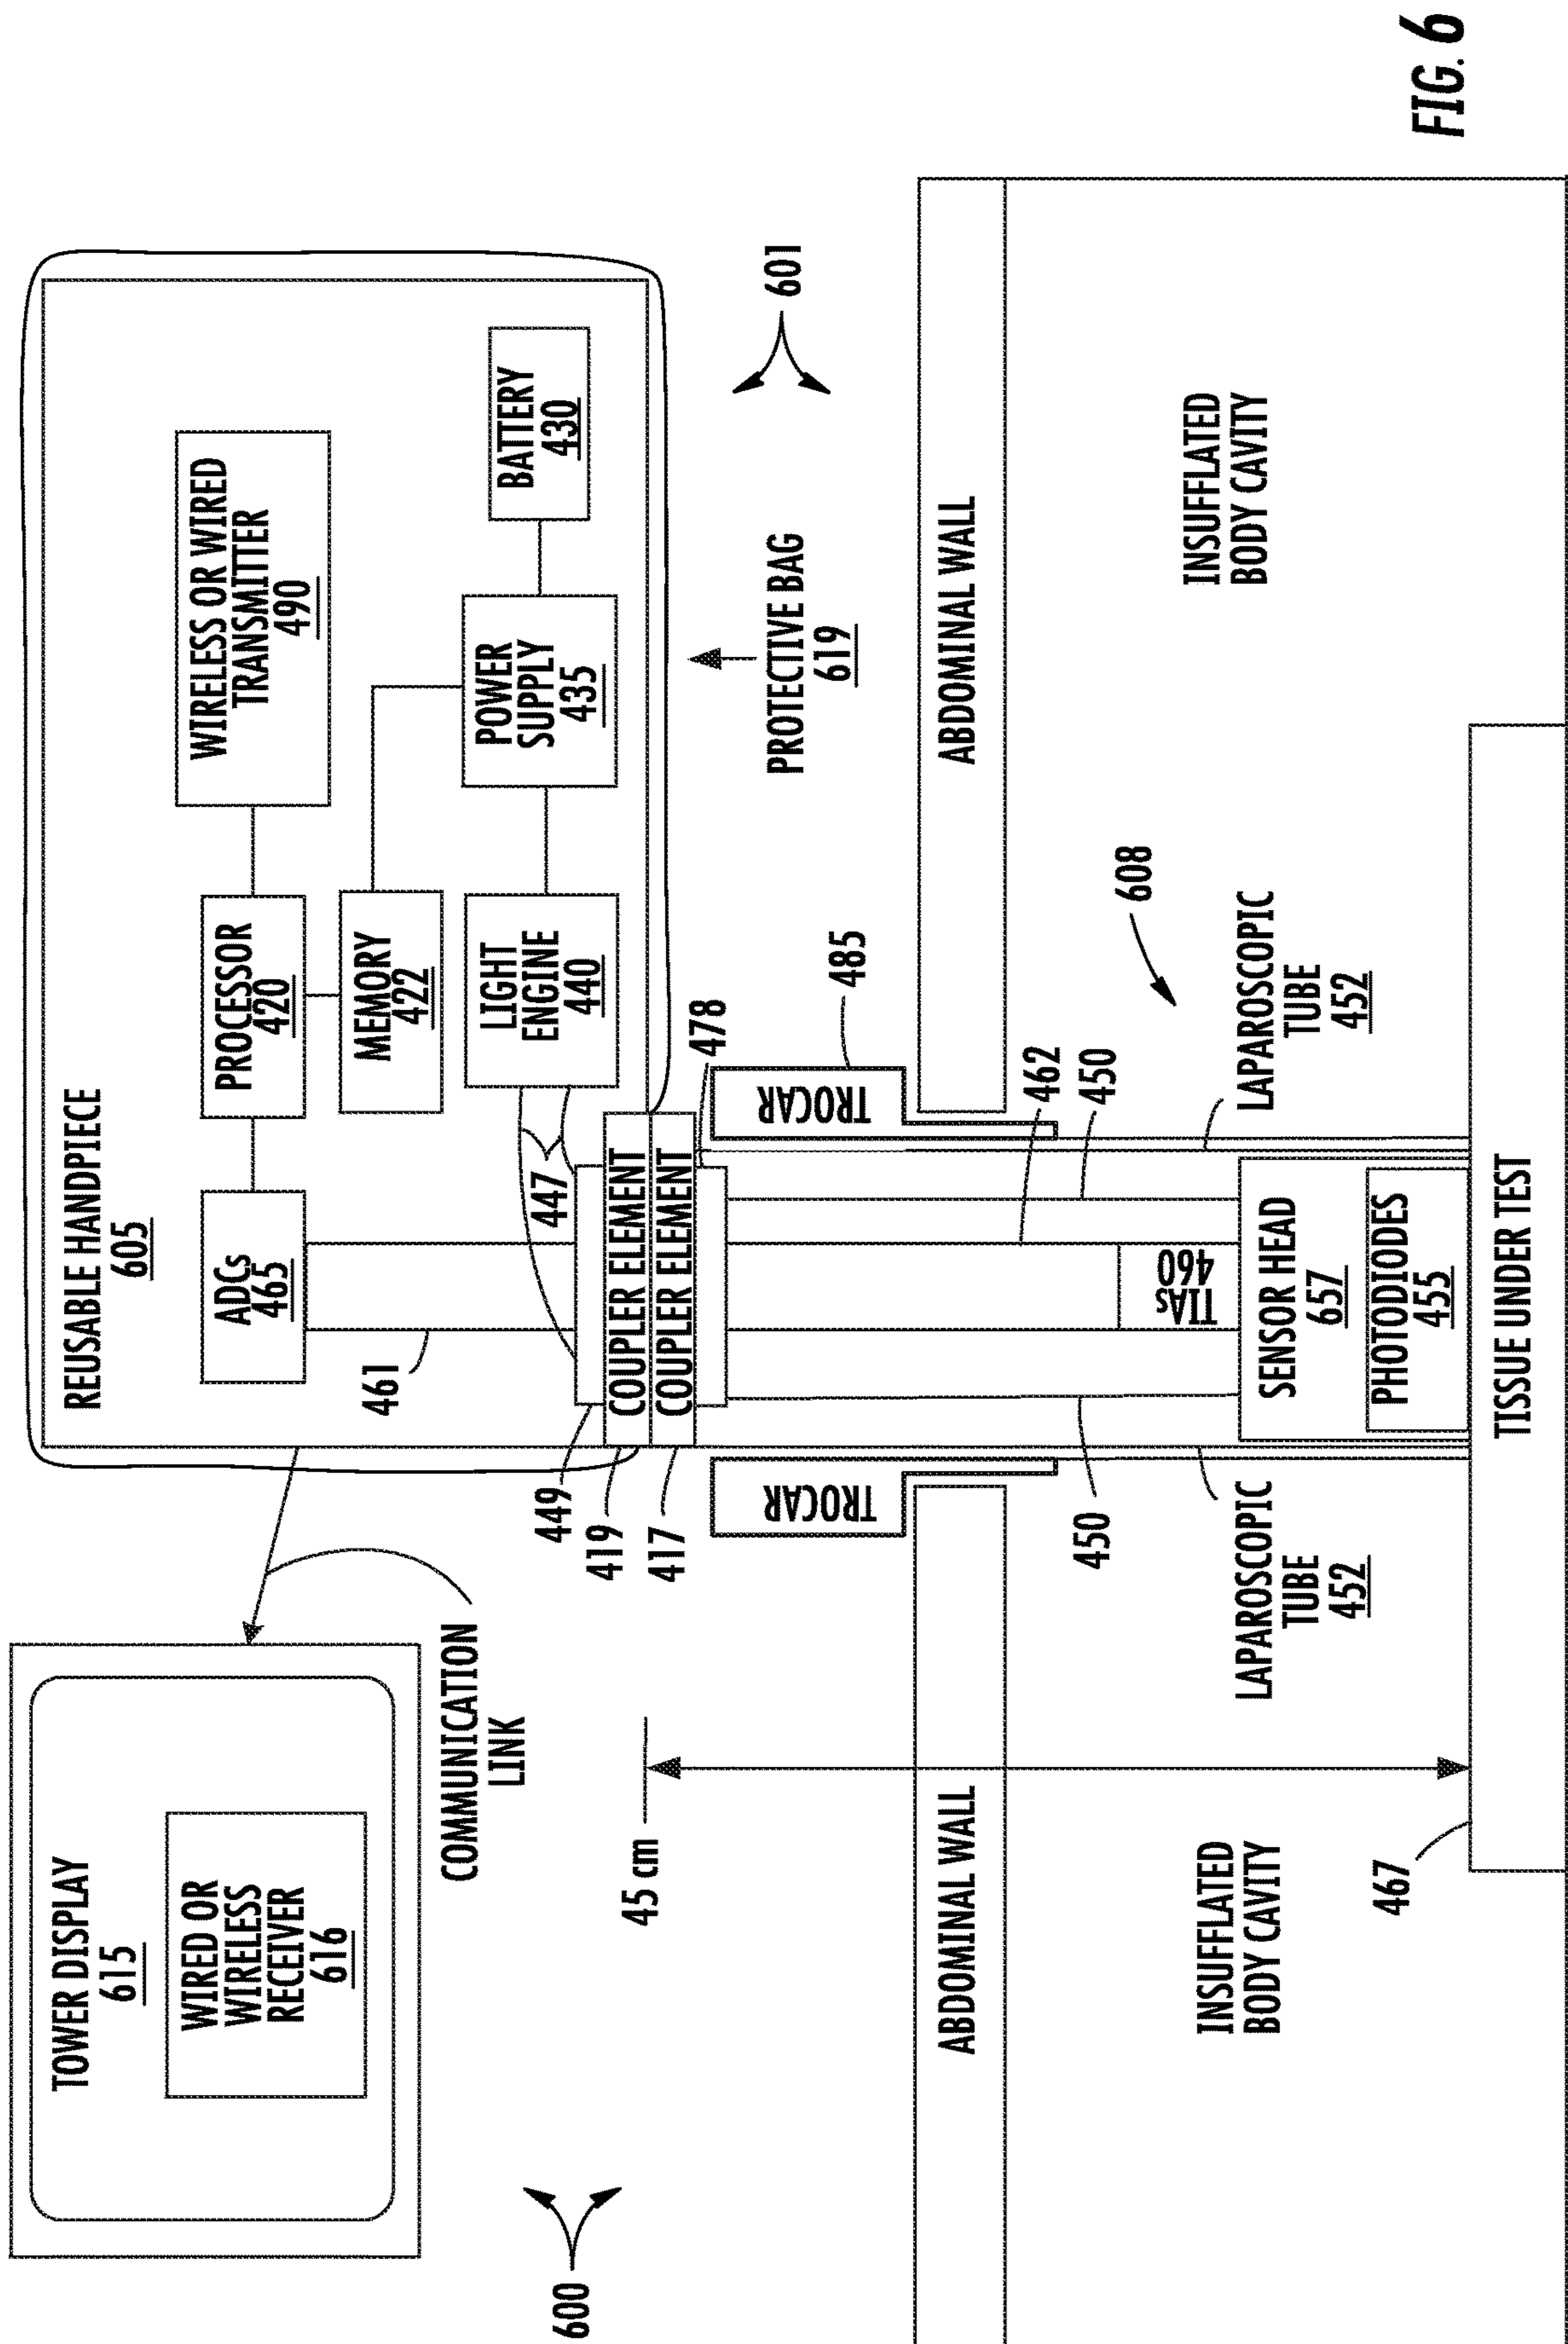 TOWER DISPLAY
615
WIRED OR
WIRELESS
RECEIVER
616
COMMUNICATION
LINK
600
45 cm
REUSABLE HANDPIECE
605
ADCs
465
PROCESSOR
420
WIRELESS OR WIRED
TRANSMITTER
490
MEMORY
422
LIGHT
ENGINE
440
POWER
SUPPLY
435
BATTERY
430
461
447
449
419
417
COUPLER ELEMENT
COUPLER ELEMENT
478
PROTECTIVE BAG
619
601
TROCAR
TROCAR
485
ABDOMINAL WALL
ABDOMINAL WALL
462
450
450
608
TIAs
460
SENSOR HEAD
657
PHOTODIODES
455
LAPAROSCOPIC
TUBE
452
LAPAROSCOPIC
TUBE
452
INSUFFLATED
BODY CAVITY
INSUFFLATED
BODY CAVITY
467
TISSUE UNDER TEST
FIG. 6